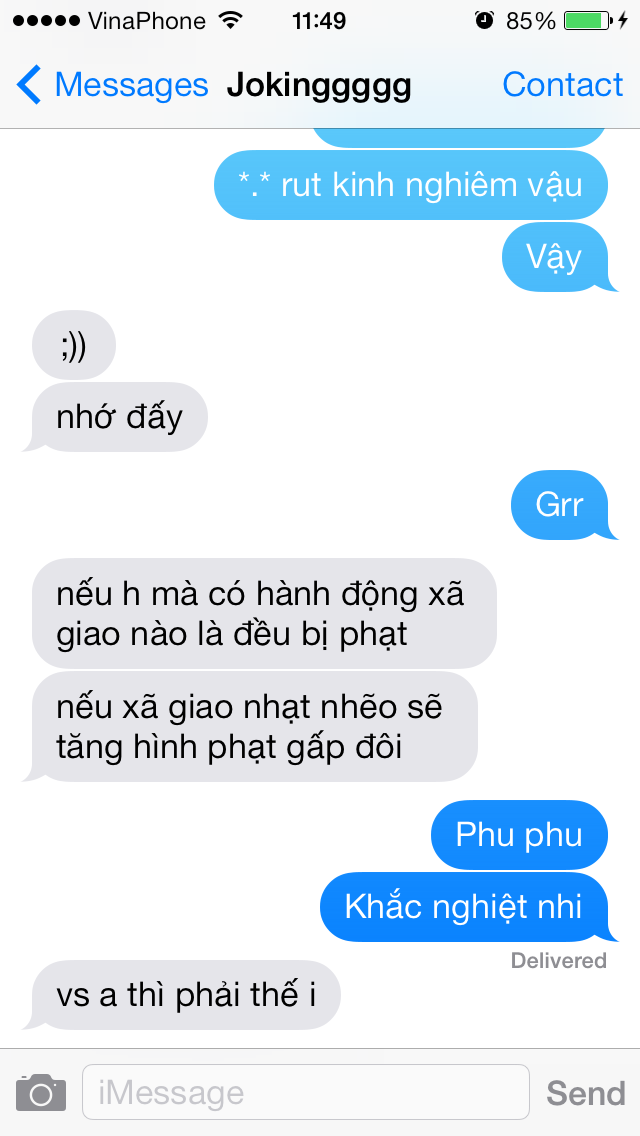 VinaPhone 11:49 85%
Messages Jokinggggg Contact
*.* rut kinh nghiêm vậu
Vậy
;))
nhớ đấy
Grr
nếu h mà có hành động xã
giao nào là đều bị phạt
nếu xã giao nhạt nhẽo sẽ
tăng hình phạt gấp đôi
Phu phu
Khắc nghiệt nhi
Delivered
vs a thì phải thế i
iMessage Send